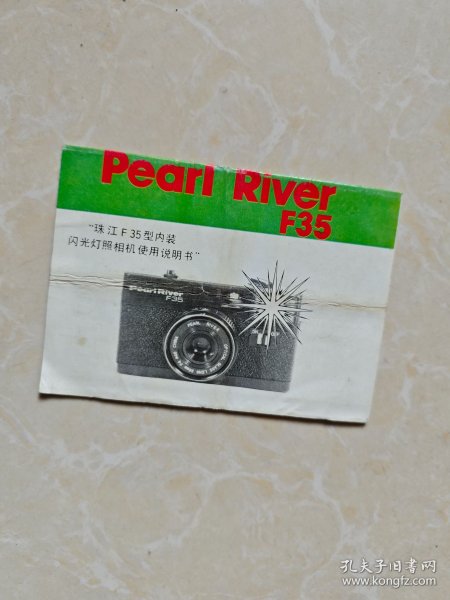 Pearl River
F35
"珠江F35型内装
闪光灯照相机使用说明书"
Pearl River
F35
孔夫子旧书网
www.kongfz.com